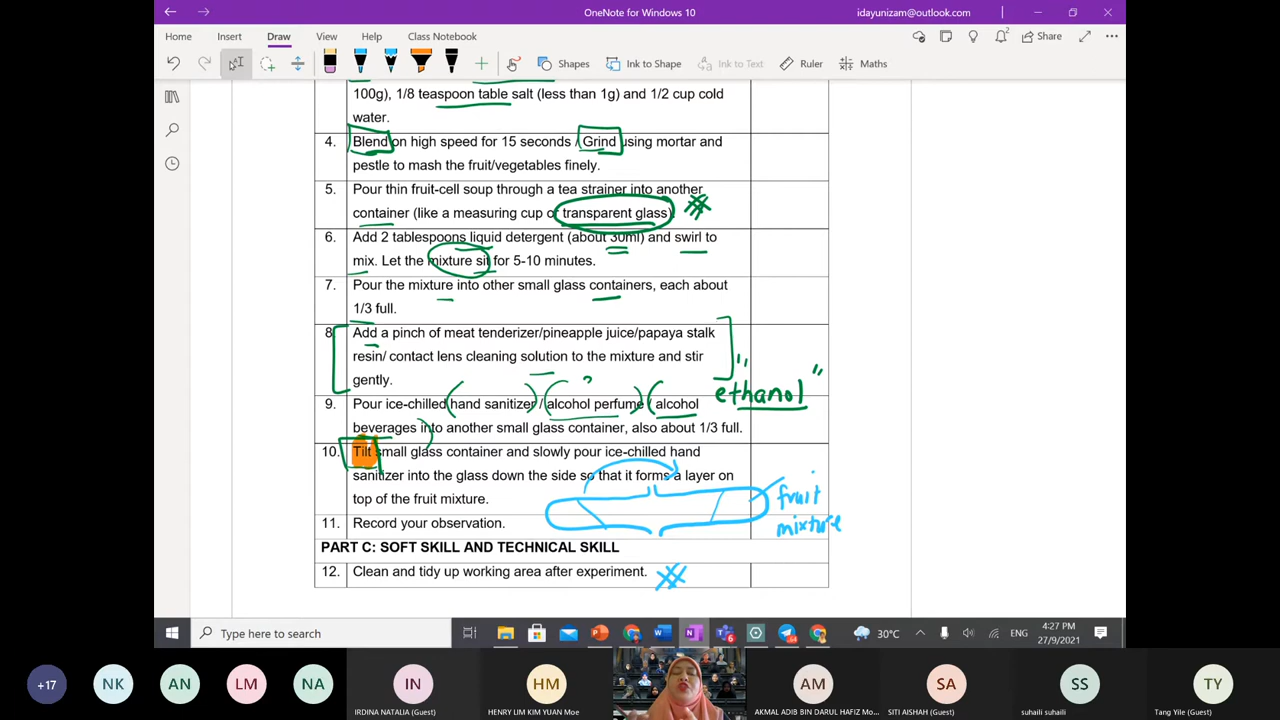 OneNote for Windows 10
idayunizam@outlook.com
Home Insert Draw View Help Class Notebook
Share
Shapes Ink to Shape Ink to Text Ruler Maths
100g), 1/8 teaspoon table salt (less than 1g) and 1/2 cup cold
water.
4. Blend on high speed for 15 seconds / Grind using mortar and
pestle to mash the fruit/vegetables finely.
5. Pour thin fruit-cell soup through a tea strainer into another
container (like a measuring cup or transparent glass).
6. Add 2 tablespoons liquid detergent (about 30ml) and swirl to
mix. Let the mixture sit for 5-10 minutes.
7. Pour the mixture into other small glass containers, each about
1/3 full.
8. Add a pinch of meat tenderizer/pineapple juice/papaya stalk
resin/ contact lens cleaning solution to the mixture and stir
gently.
?
"ethanol"
9. Pour ice-chilled hand sanitizer / alcohol perfume / alcohol
beverages into another small glass container, also about 1/3 full.
10. Tilt small glass container and slowly pour ice-chilled hand
sanitizer into the glass down the side so that it forms a layer on
top of the fruit mixture.
fruit
mixture
11. Record your observation.
PART C: SOFT SKILL AND TECHNICAL SKILL
12. Clean and tidy up working area after experiment.
Type here to search
6
30°C
ENG
4:27 PM
27/9/2021
+17 NK AN LM NA IN HM AM SA SS TY
IRDINA NATALIA (Guest) HENRY LIM KIM YUAN Moe AKMAL ADIB BIN DARUL HAFIZ Mo... SITI AISHAH (Guest) suhaili suhaili Tang Yile (Guest)